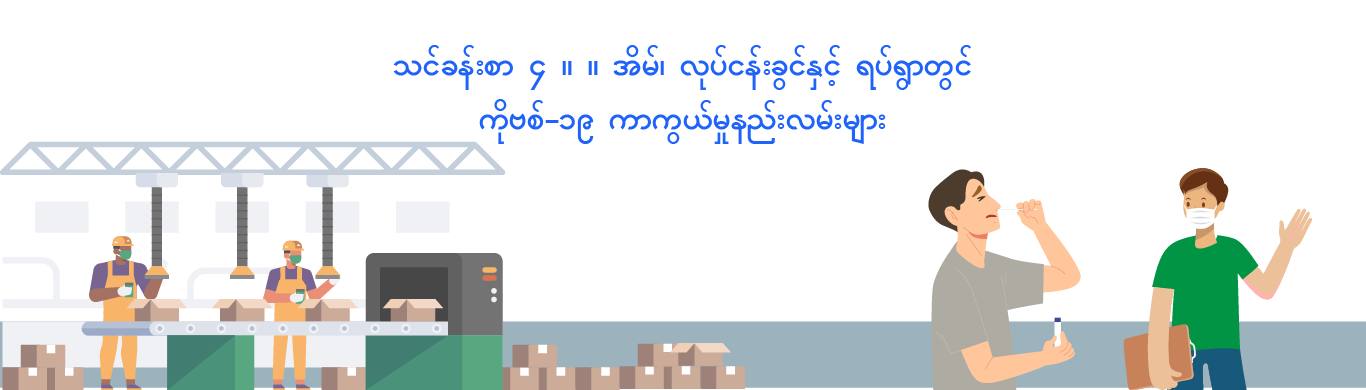 သင်ခန်းစာ ၄ ။ ။ အိမ်၊ လုပ်ငန်းခွင်နှင့် ရပ်ရွာတွင်
ကိုဗစ်–၁၉ ကာကွယ်မှုနည်းလမ်းများ